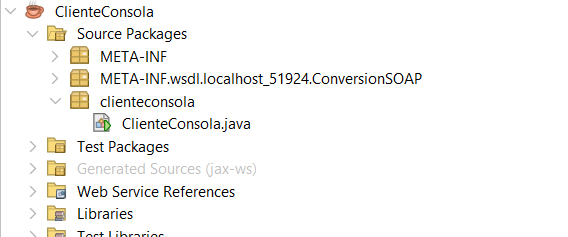 ClienteConsola
Source Packages
META-INF
META-INF.wsdl.localhost_51924.ConversionSOAP
clienteconsola
ClienteConsola.java
Test Packages
Generated Sources (jax-ws)
Web Service References
Libraries
Test Libraries